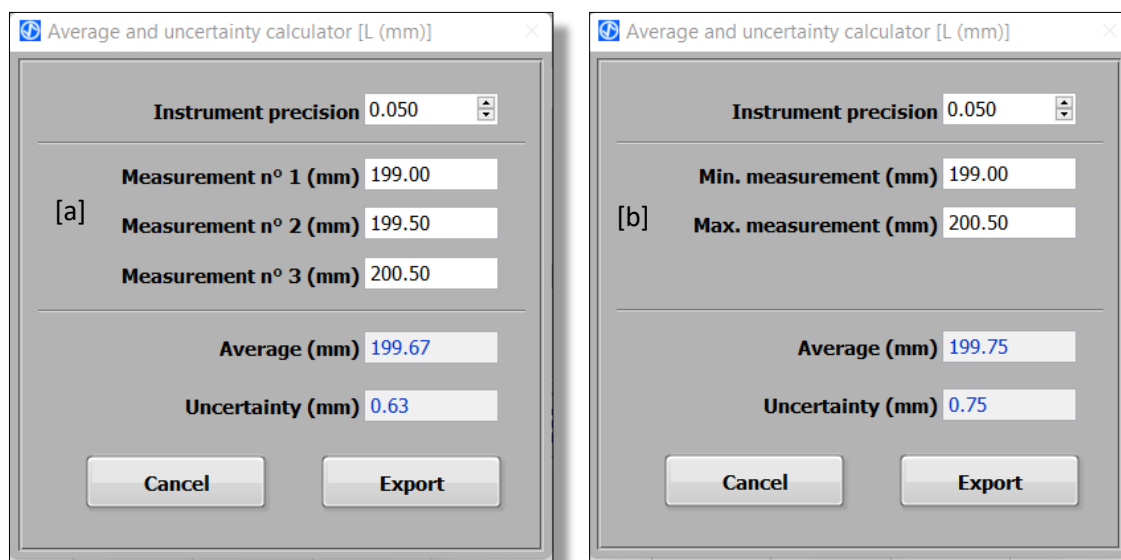 Average and uncertainty calculator [L (mm)]
Instrument precision 0.050
[a]
Measurement nº 1 (mm) 199.00
Measurement nº 2 (mm) 199.50
Measurement nº 3 (mm) 200.50
Average (mm) 199.67
Uncertainty (mm) 0.63
Cancel Export
Average and uncertainty calculator [L (mm)]
Instrument precision 0.050
[b]
Min. measurement (mm) 199.00
Max. measurement (mm) 200.50
Average (mm) 199.75
Uncertainty (mm) 0.75
Cancel Export